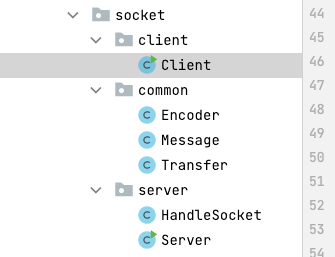 socket
client
Client
common
Encoder
Message
Transfer
server
HandleSocket
Server
44
45
46
47
48
49
50
51
52
53
54